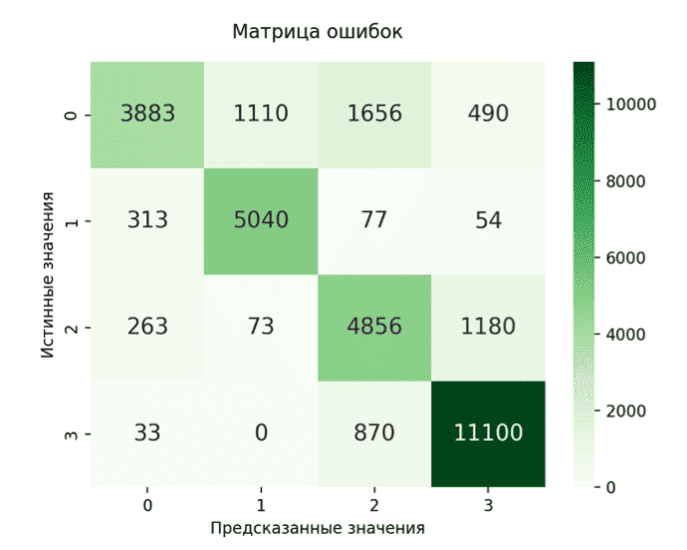 Матрица ошибок
0 3883 1110 1656 490
1 313 5040 77 54
2 263 73 4856 1180
3 33 0 870 11100
0 1 2 3
Истинные значения
Предсказанные значения
10000
8000
6000
4000
2000
0